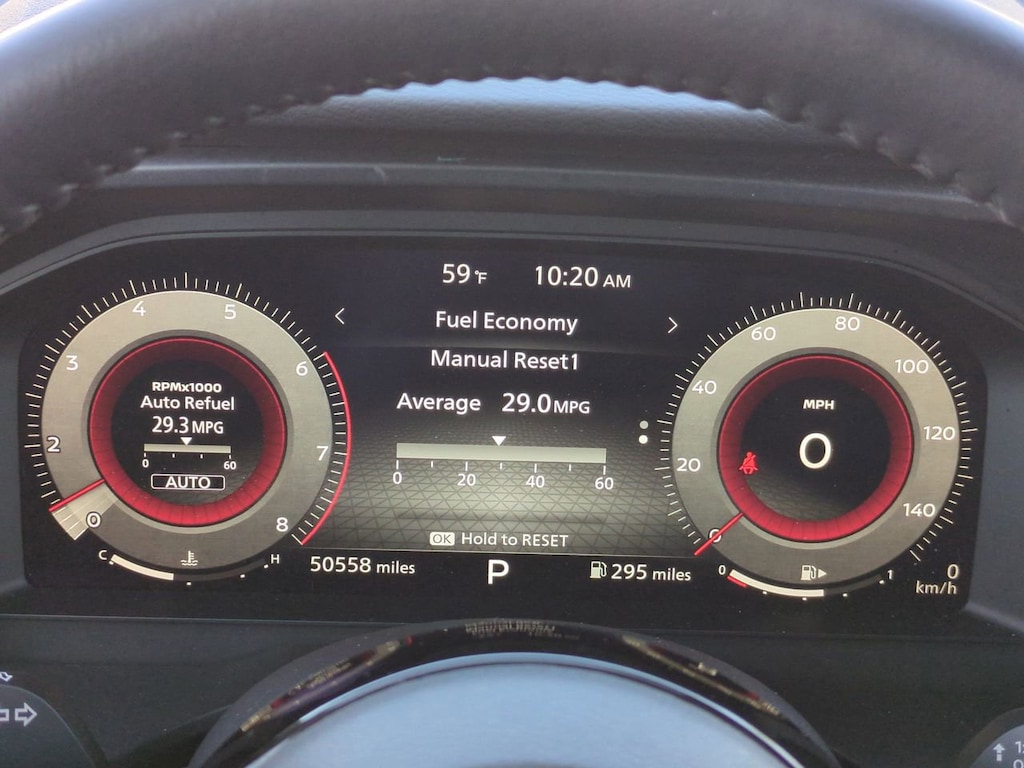 59°F 10:20 AM
< Fuel Economy >
Manual Reset1
Average 29.0 MPG
0 20 40 60
OK Hold to RESET
50558 miles P 295 miles
0 2 3 4 5 6 7 8
RPMx1000
Auto Refuel
29.3 MPG
0 60
AUTO
C H
0 20 40 60 80 100 120 140
MPH
0
0 1
0
km/h